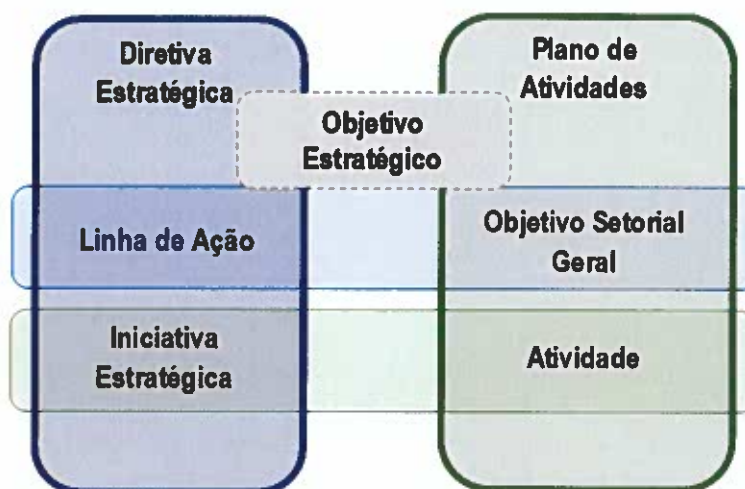 Diretiva
Estratégica
Plano de
Atividades
Objetivo
Estratégico
Linha de Ação
Objetivo Setorial
Geral
Iniciativa
Estratégica
Atividade